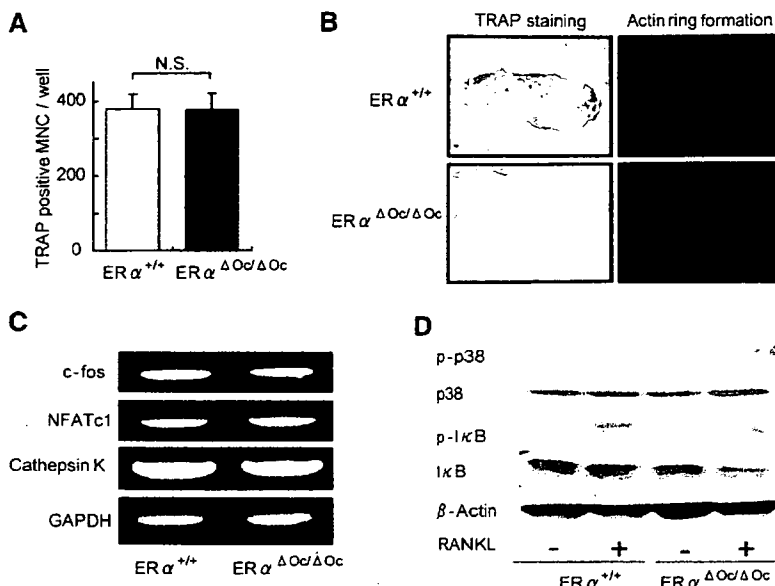 A
N.S.
TRAP positive MNC / well
400
200
0
ERα+/+
ERαΔOc/ΔOc
B
TRAP staining
Actin ring formation
ERα+/+
ERαΔOc/ΔOc
C
c-fos
NFATc1
Cathepsin K
GAPDH
ERα+/+
ERαΔOc/ΔOc
D
p-p38
p38
p-IκB
IκB
β-Actin
RANKL - + - +
ERα+/+ ERαΔOc/ΔOc